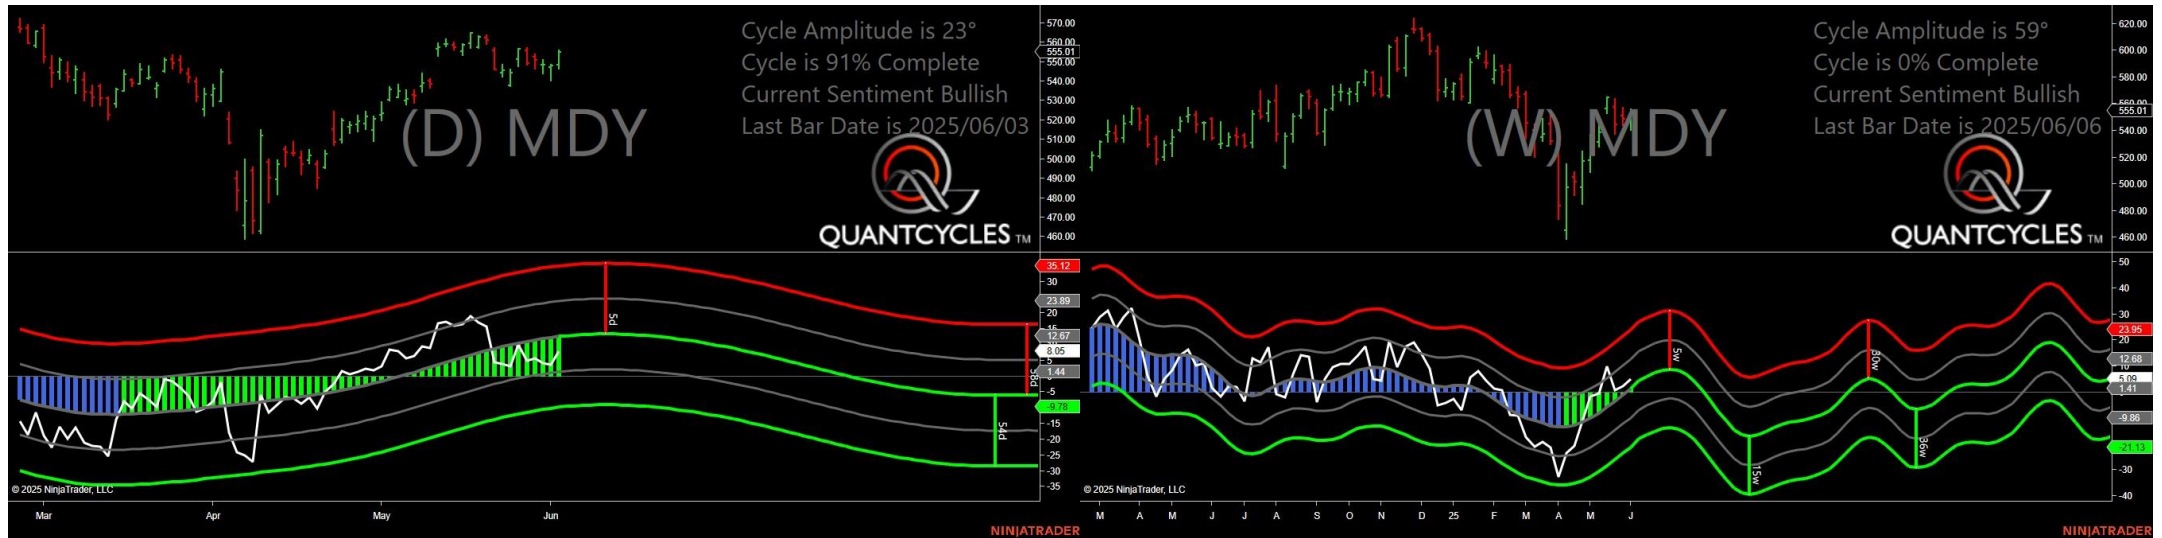 Cycle Amplitude is 23°
Cycle is 91% Complete
Current Sentiment Bullish
Last Bar Date is 2025/06/03
(D) MDY
QUANTCYCLES TM
570.00
560.00
555.01
550.00
540.00
530.00
520.00
510.00
500.00
490.00
480.00
470.00
460.00
35.12
30
23.89
20
15
12.67
8.05
5
1.44
-5
-9.78
-15
-20
-25
-30
-35
5d
58d
54d
© 2025 NinjaTrader, LLC
Mar
Apr
May
Jun
NINJATRADER
Cycle Amplitude is 59°
Cycle is 0% Complete
Current Sentiment Bullish
Last Bar Date is 2025/06/06
(W) MDY
QUANTCYCLES TM
620.00
600.00
580.00
560.00
555.01
540.00
520.00
500.00
480.00
460.00
50
40
30
23.95
20
12.68
10
5.09
1.41
-9.86
-21.13
-30
-40
5w
15w
36w
© 2025 NinjaTrader, LLC
M
A
M
J
J
A
S
O
N
D
25
F
M
A
M
J
NINJATRADER